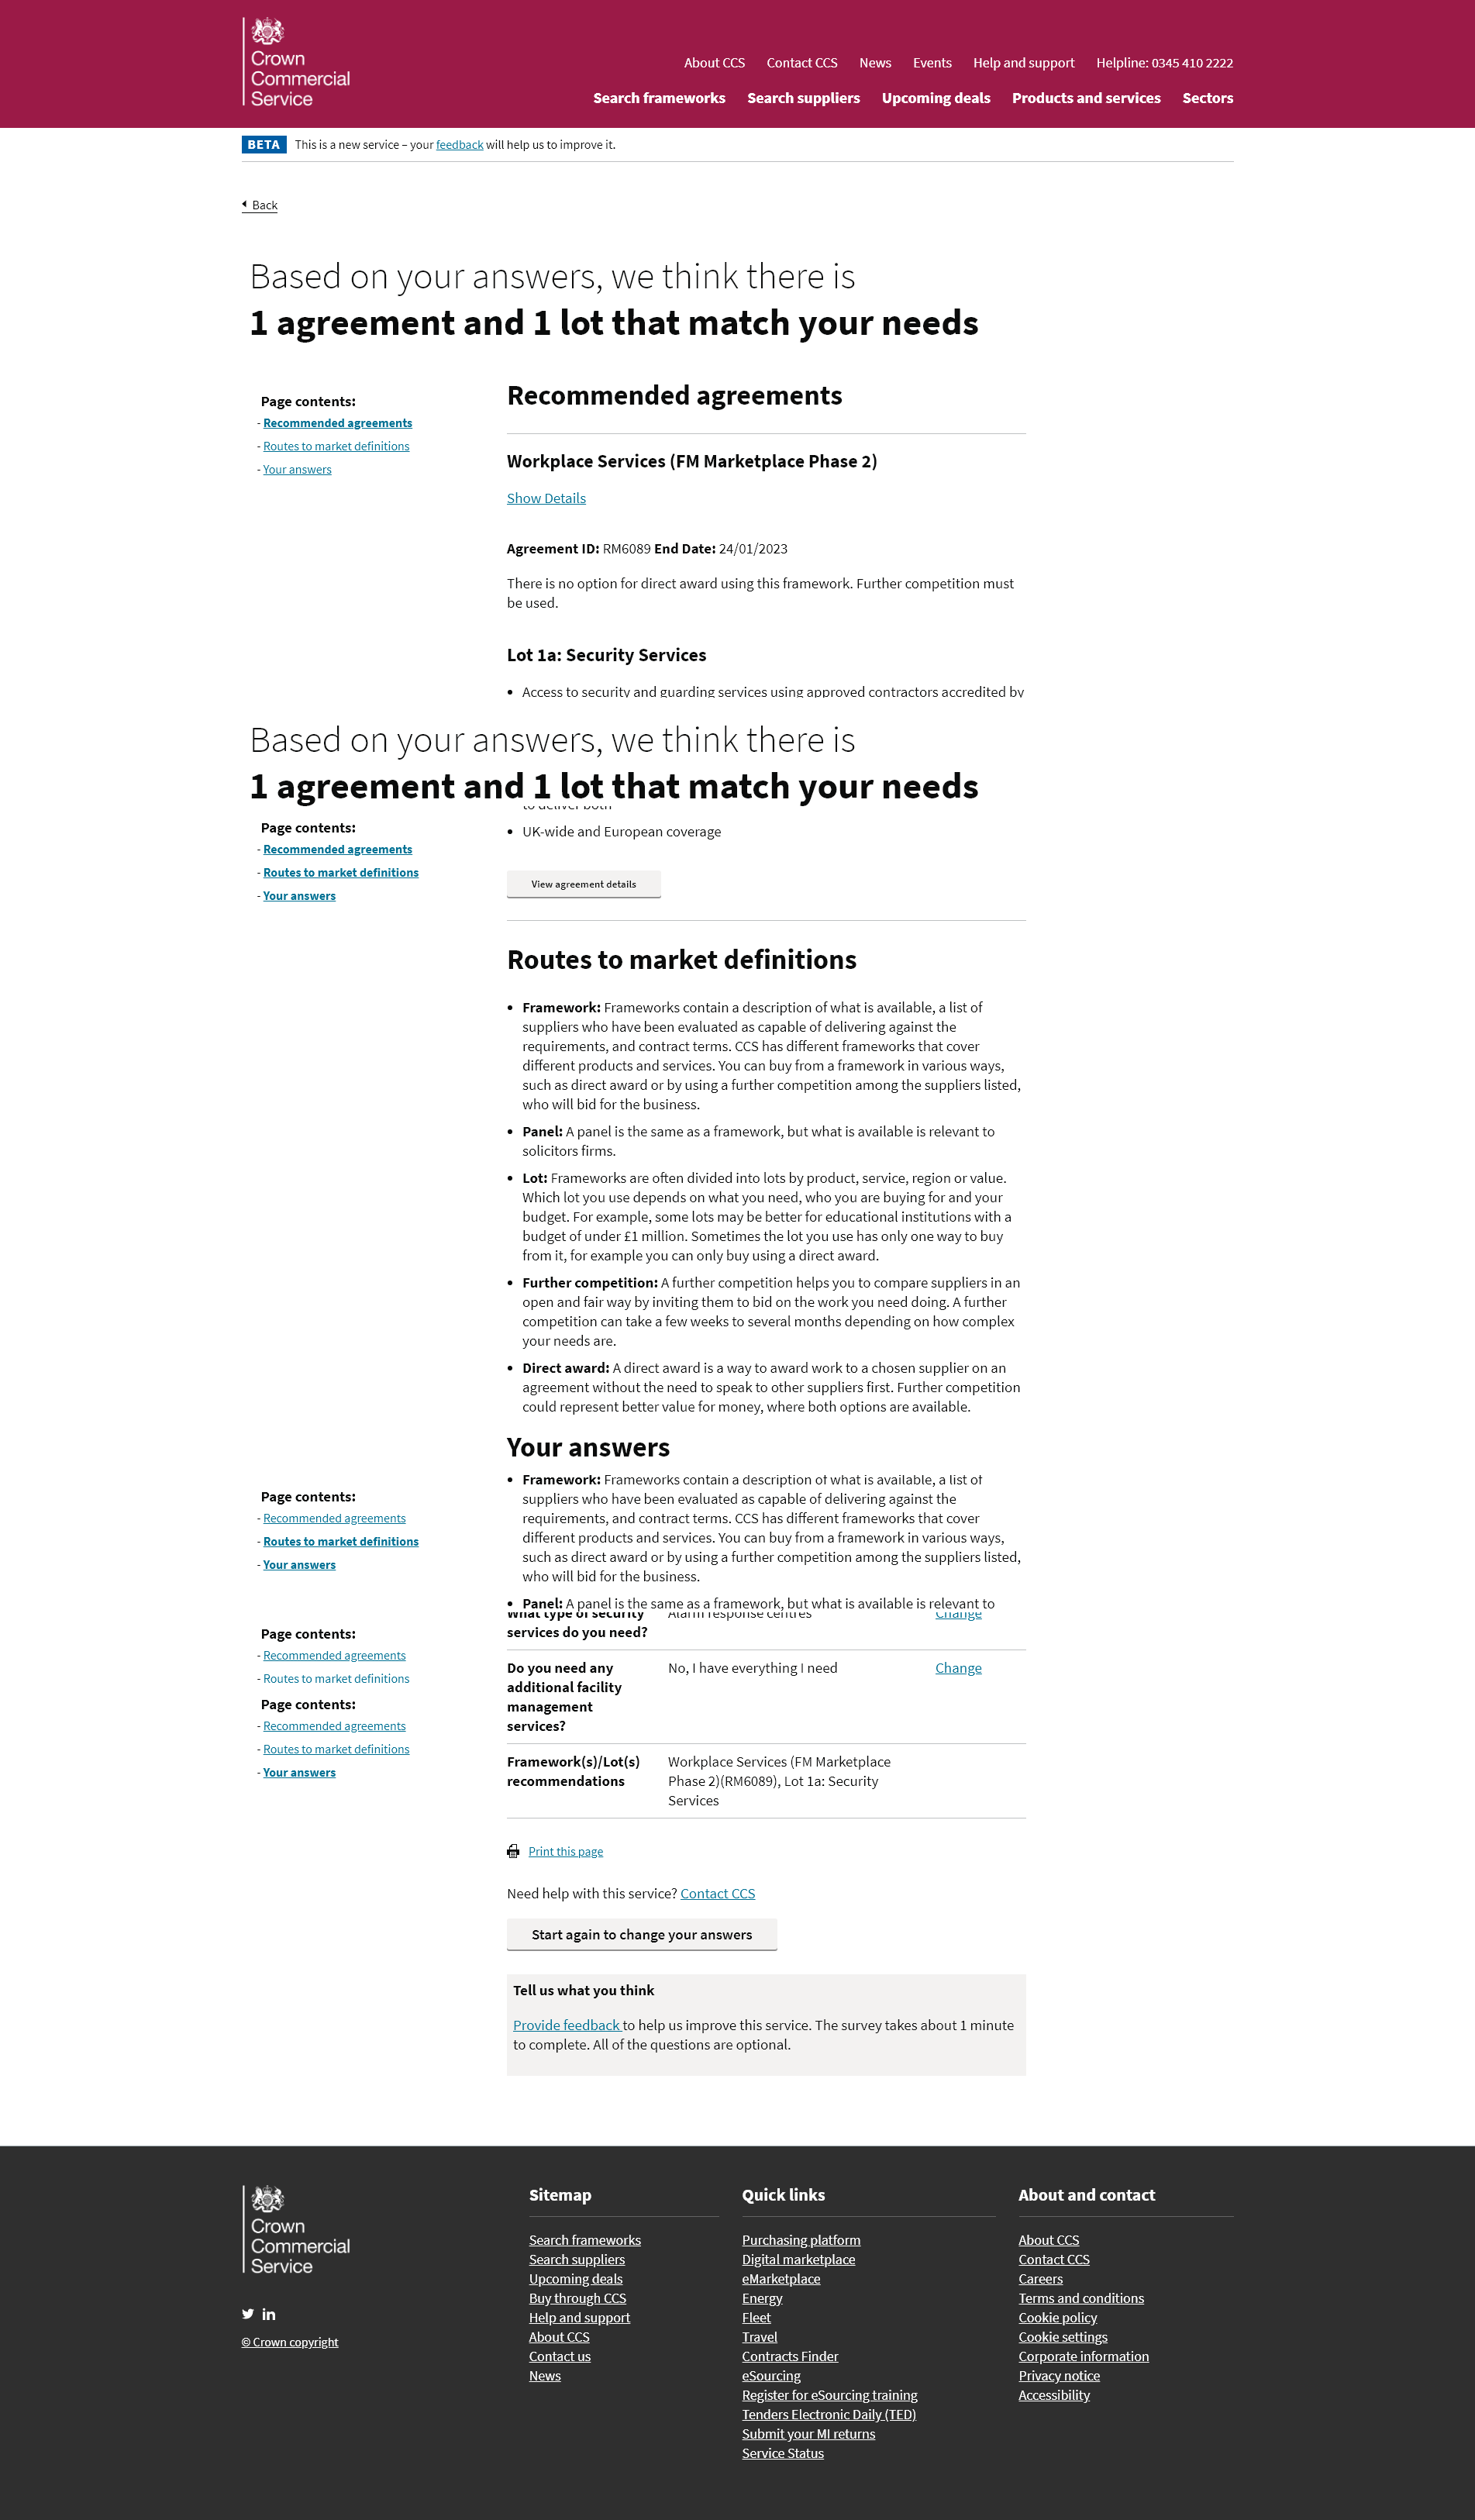 Crown
Commercial
Service
About CCS Contact CCS News Events Help and support Helpline: 0345 410 2222
Search frameworks Search suppliers Upcoming deals Products and services Sectors
BETA This is a new service – your feedback will help us to improve it.
Back
Based on your answers, we think there is
1 agreement and 1 lot that match your needs
Page contents:
- Recommended agreements
- Routes to market definitions
- Your answers
Recommended agreements
Workplace Services (FM Marketplace Phase 2)
Show Details
Agreement ID: RM6089 End Date: 24/01/2023
There is no option for direct award using this framework. Further competition must
be used.
Lot 1a: Security Services
• Access to security and guarding services using approved contractors accredited by
Based on your answers, we think there is
1 agreement and 1 lot that match your needs
to deliver both
Page contents:
- Recommended agreements
- Routes to market definitions
- Your answers
• UK-wide and European coverage
View agreement details
Routes to market definitions
• Framework: Frameworks contain a description of what is available, a list of
suppliers who have been evaluated as capable of delivering against the
requirements, and contract terms. CCS has different frameworks that cover
different products and services. You can buy from a framework in various ways,
such as direct award or by using a further competition among the suppliers listed,
who will bid for the business.
• Panel: A panel is the same as a framework, but what is available is relevant to
solicitors firms.
• Lot: Frameworks are often divided into lots by product, service, region or value.
Which lot you use depends on what you need, who you are buying for and your
budget. For example, some lots may be better for educational institutions with a
budget of under £1 million. Sometimes the lot you use has only one way to buy
from it, for example you can only buy using a direct award.
• Further competition: A further competition helps you to compare suppliers in an
open and fair way by inviting them to bid on the work you need doing. A further
competition can take a few weeks to several months depending on how complex
your needs are.
• Direct award: A direct award is a way to award work to a chosen supplier on an
agreement without the need to speak to other suppliers first. Further competition
could represent better value for money, where both options are available.
Your answers
• Framework: Frameworks contain a description of what is available, a list of
suppliers who have been evaluated as capable of delivering against the
requirements, and contract terms. CCS has different frameworks that cover
different products and services. You can buy from a framework in various ways,
such as direct award or by using a further competition among the suppliers listed,
who will bid for the business.
• Panel: A panel is the same as a framework, but what is available is relevant to
Page contents:
- Recommended agreements
- Routes to market definitions
- Your answers
What type of security Alarm response centres Change
services do you need?
Page contents:
- Recommended agreements
- Routes to market definitions
Page contents:
- Recommended agreements
- Routes to market definitions
- Your answers
Do you need any No, I have everything I need Change
additional facility
management
services?
Framework(s)/Lot(s) Workplace Services (FM Marketplace
recommendations Phase 2)(RM6089), Lot 1a: Security
Services
Print this page
Need help with this service? Contact CCS
Start again to change your answers
Tell us what you think
Provide feedback to help us improve this service. The survey takes about 1 minute
to complete. All of the questions are optional.
Crown
Commercial
Service
© Crown copyright
Sitemap
Search frameworks
Search suppliers
Upcoming deals
Buy through CCS
Help and support
About CCS
Contact us
News
Quick links
Purchasing platform
Digital marketplace
eMarketplace
Energy
Fleet
Travel
Contracts Finder
eSourcing
Register for eSourcing training
Tenders Electronic Daily (TED)
Submit your MI returns
Service Status
About and contact
About CCS
Contact CCS
Careers
Terms and conditions
Cookie policy
Cookie settings
Corporate information
Privacy notice
Accessibility